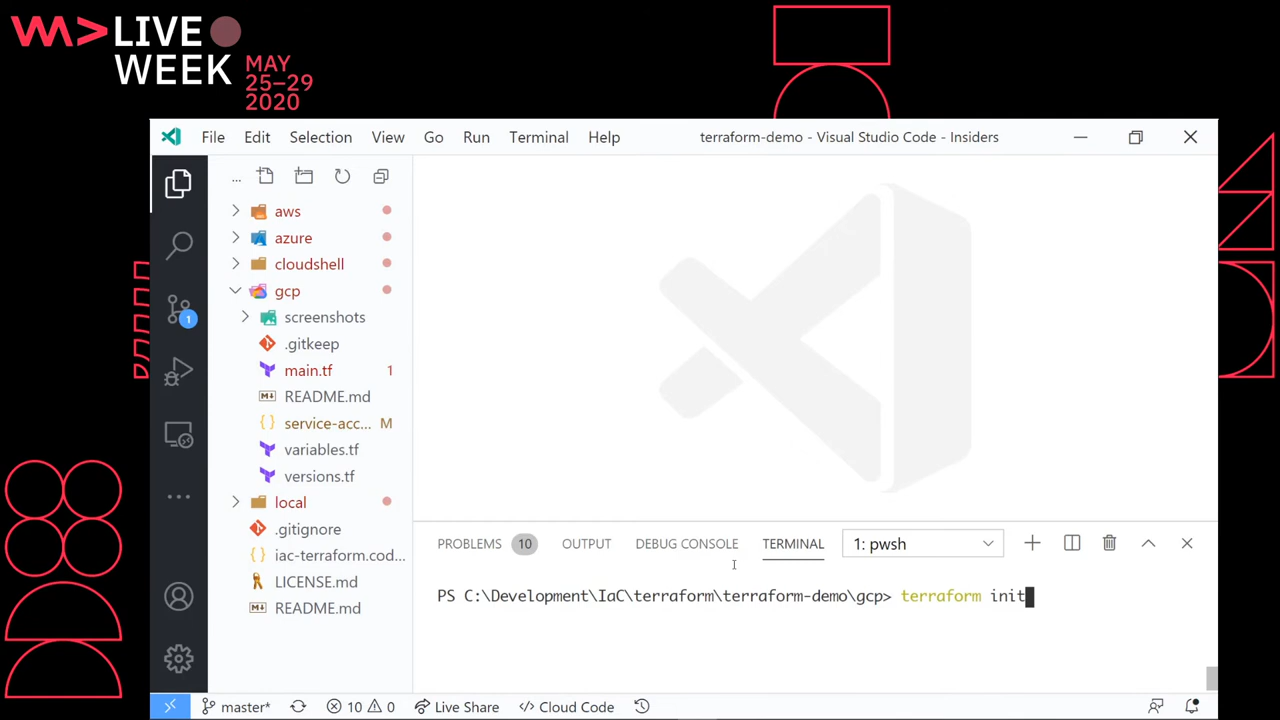 LIVE
WEEK
MAY
25–29
2020
File Edit Selection View Go Run Terminal Help
terraform-demo - Visual Studio Code - Insiders
...
aws
azure
cloudshell
gcp
screenshots
.gitkeep
main.tf 1
README.md
service-acc... M
variables.tf
versions.tf
local
.gitignore
iac-terraform.cod...
LICENSE.md
README.md
1
PROBLEMS 10 OUTPUT DEBUG CONSOLE TERMINAL 1: pwsh
PS C:\Development\IaC\terraform\terraform-demo\gcp> terraform init
master* 10 0 Live Share Cloud Code